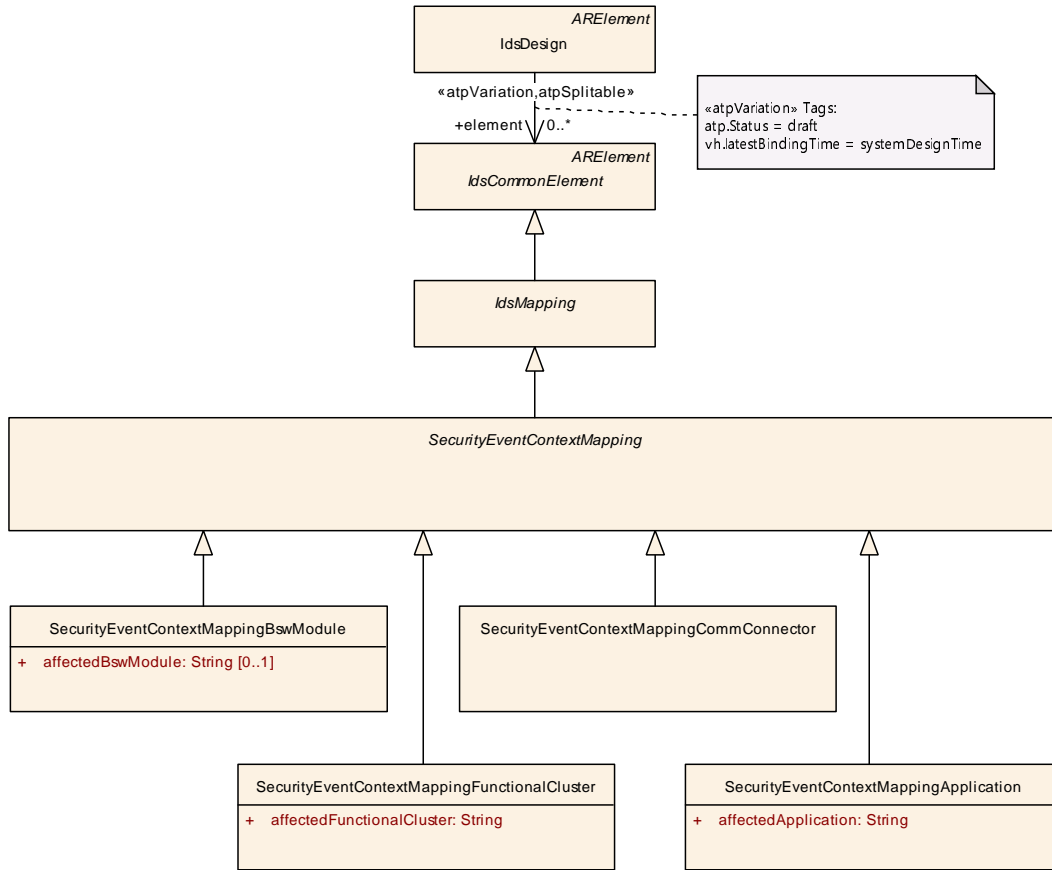 ARElement
IdsDesign
«atpVariation,atpSplitable»
+element 0..*
«atpVariation» Tags:
atp.Status = draft
vh.latestBindingTime = systemDesignTime
ARElement
IdsCommonElement
IdsMapping
SecurityEventContextMapping
SecurityEventContextMappingBswModule
+ affectedBswModule: String [0..1]
SecurityEventContextMappingCommConnector
SecurityEventContextMappingFunctionalCluster
+ affectedFunctionalCluster: String
SecurityEventContextMappingApplication
+ affectedApplication: String